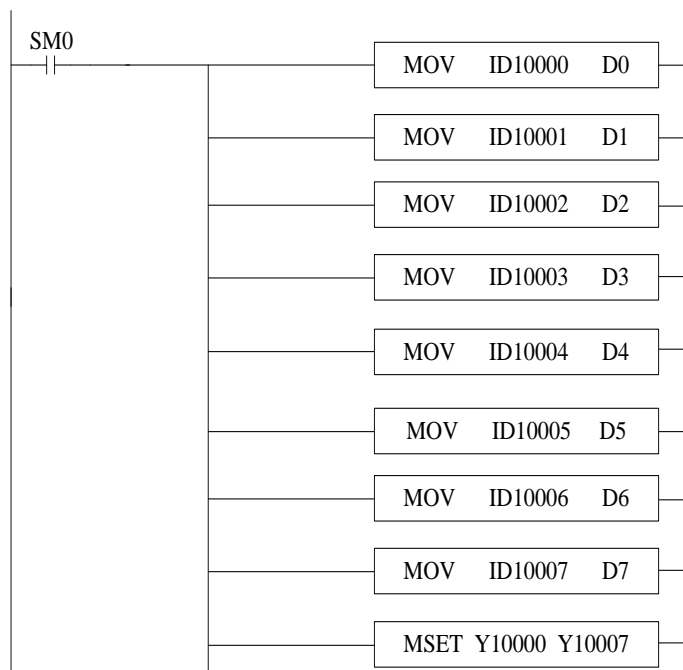 SM0
MOV ID10000 D0
MOV ID10001 D1
MOV ID10002 D2
MOV ID10003 D3
MOV ID10004 D4
MOV ID10005 D5
MOV ID10006 D6
MOV ID10007 D7
MSET Y10000 Y10007